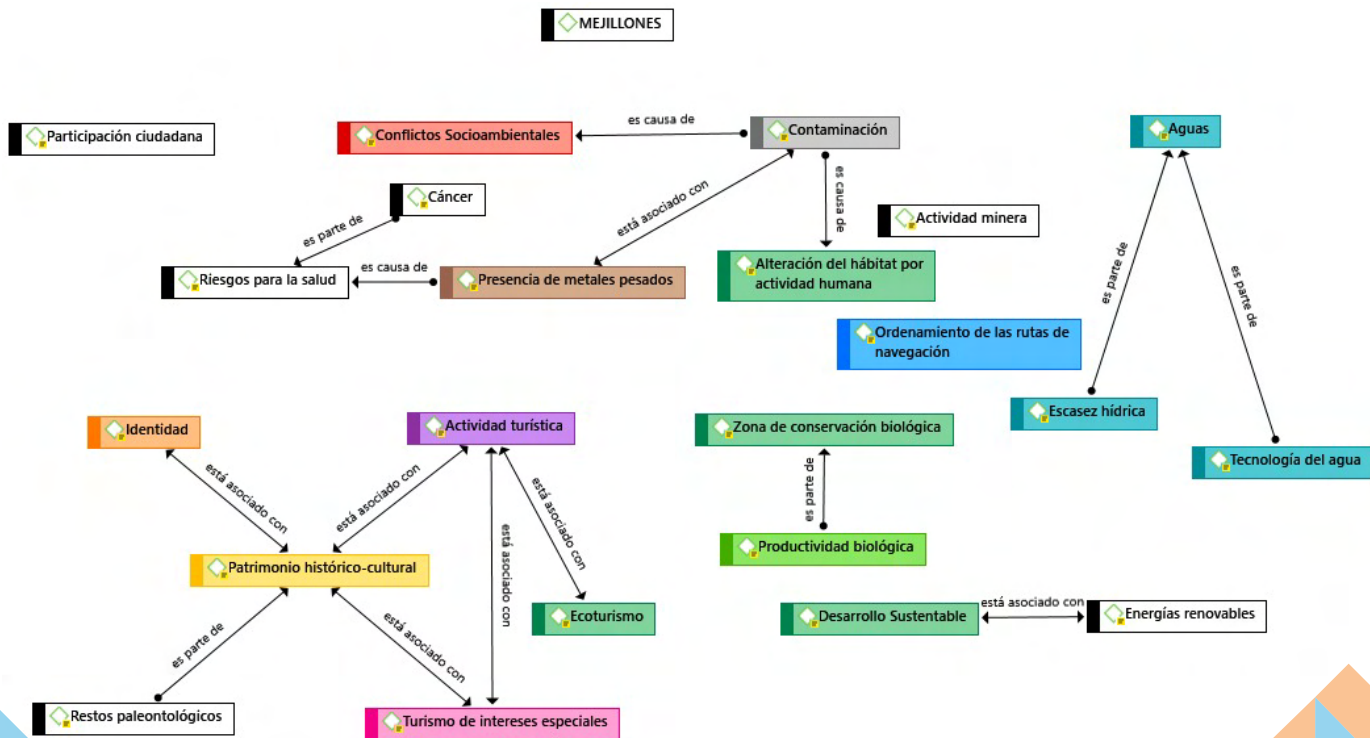 MEJILLONES
Participación ciudadana
Conflictos Socioambientales
es causa de
Contaminación
Aguas
Cáncer
es parte de
está asociado con
es causa de
Actividad minera
Riesgos para la salud
es causa de
Presencia de metales pesados
Alteración del hábitat por
actividad humana
es parte de
es parte de
Ordenamiento de las rutas de
navegación
Identidad
Actividad turística
Zona de conservación biológica
Escasez hídrica
Tecnología del agua
está asociado con
está asociado con
está asociado con
está asociado con
es parte de
Patrimonio histórico-cultural
Productividad biológica
Ecoturismo
Desarrollo Sustentable
está asociado con
Energías renovables
es parte de
está asociado con
Restos paleontológicos
Turismo de intereses especiales